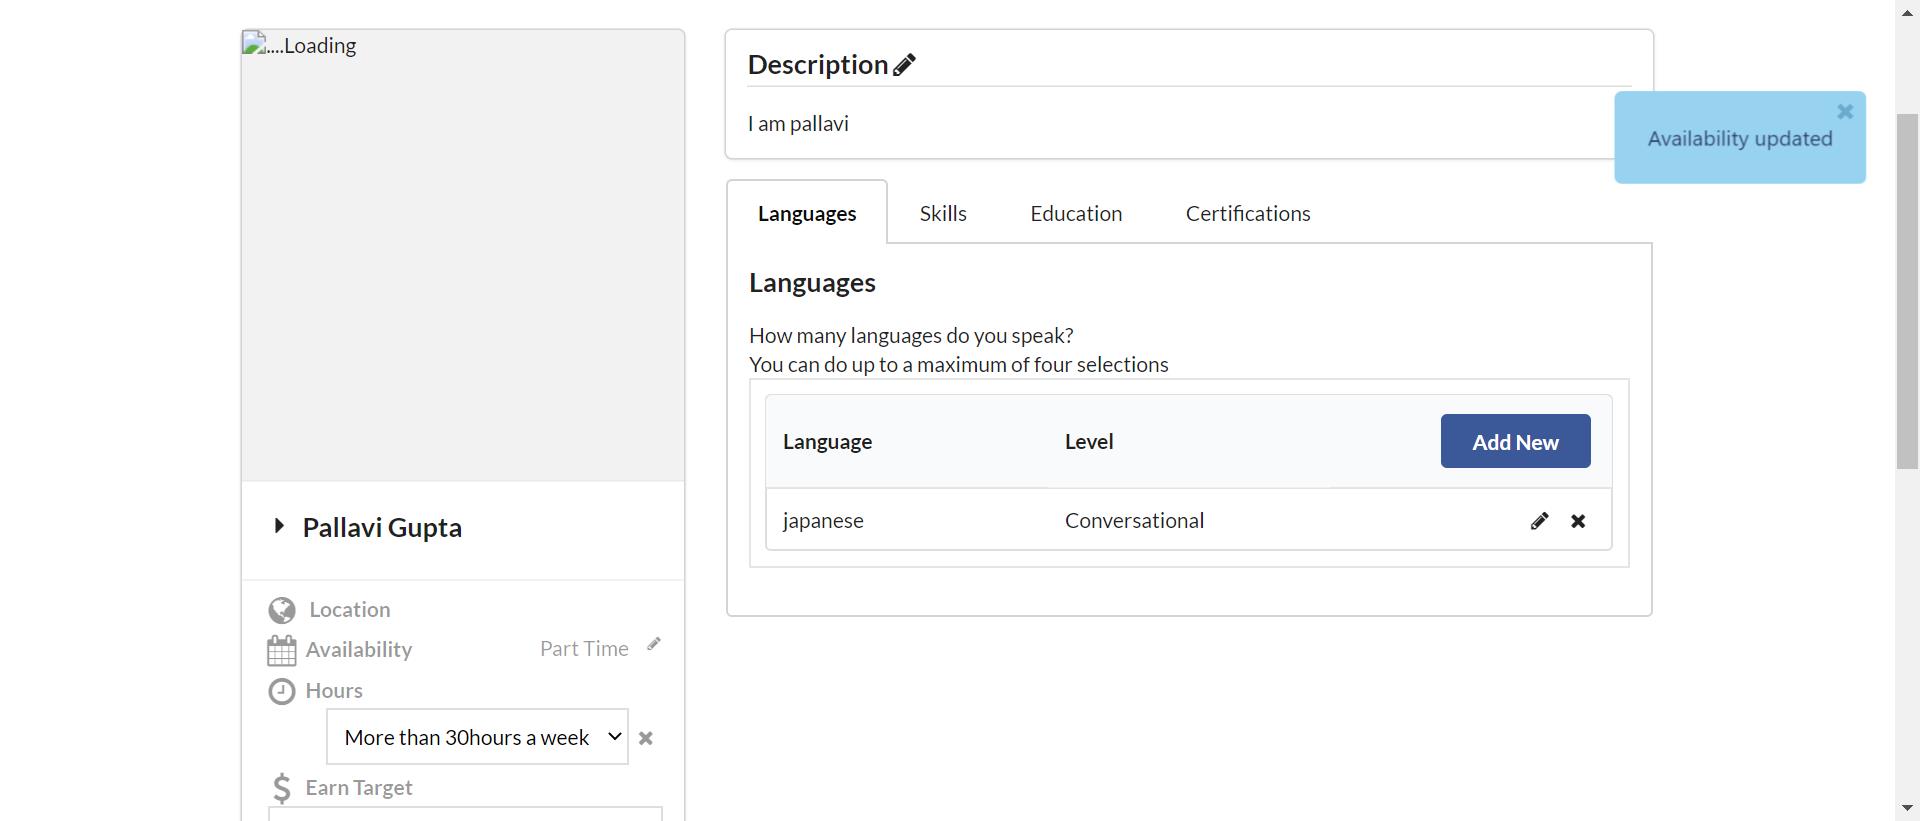 ....Loading
Description
I am pallavi
Availability updated
Languages Skills Education Certifications
Languages
How many languages do you speak?
You can do up to a maximum of four selections
Language Level Add New
japanese Conversational
Pallavi Gupta
Location
Availability Part Time
Hours
More than 30hours a week
Earn Target